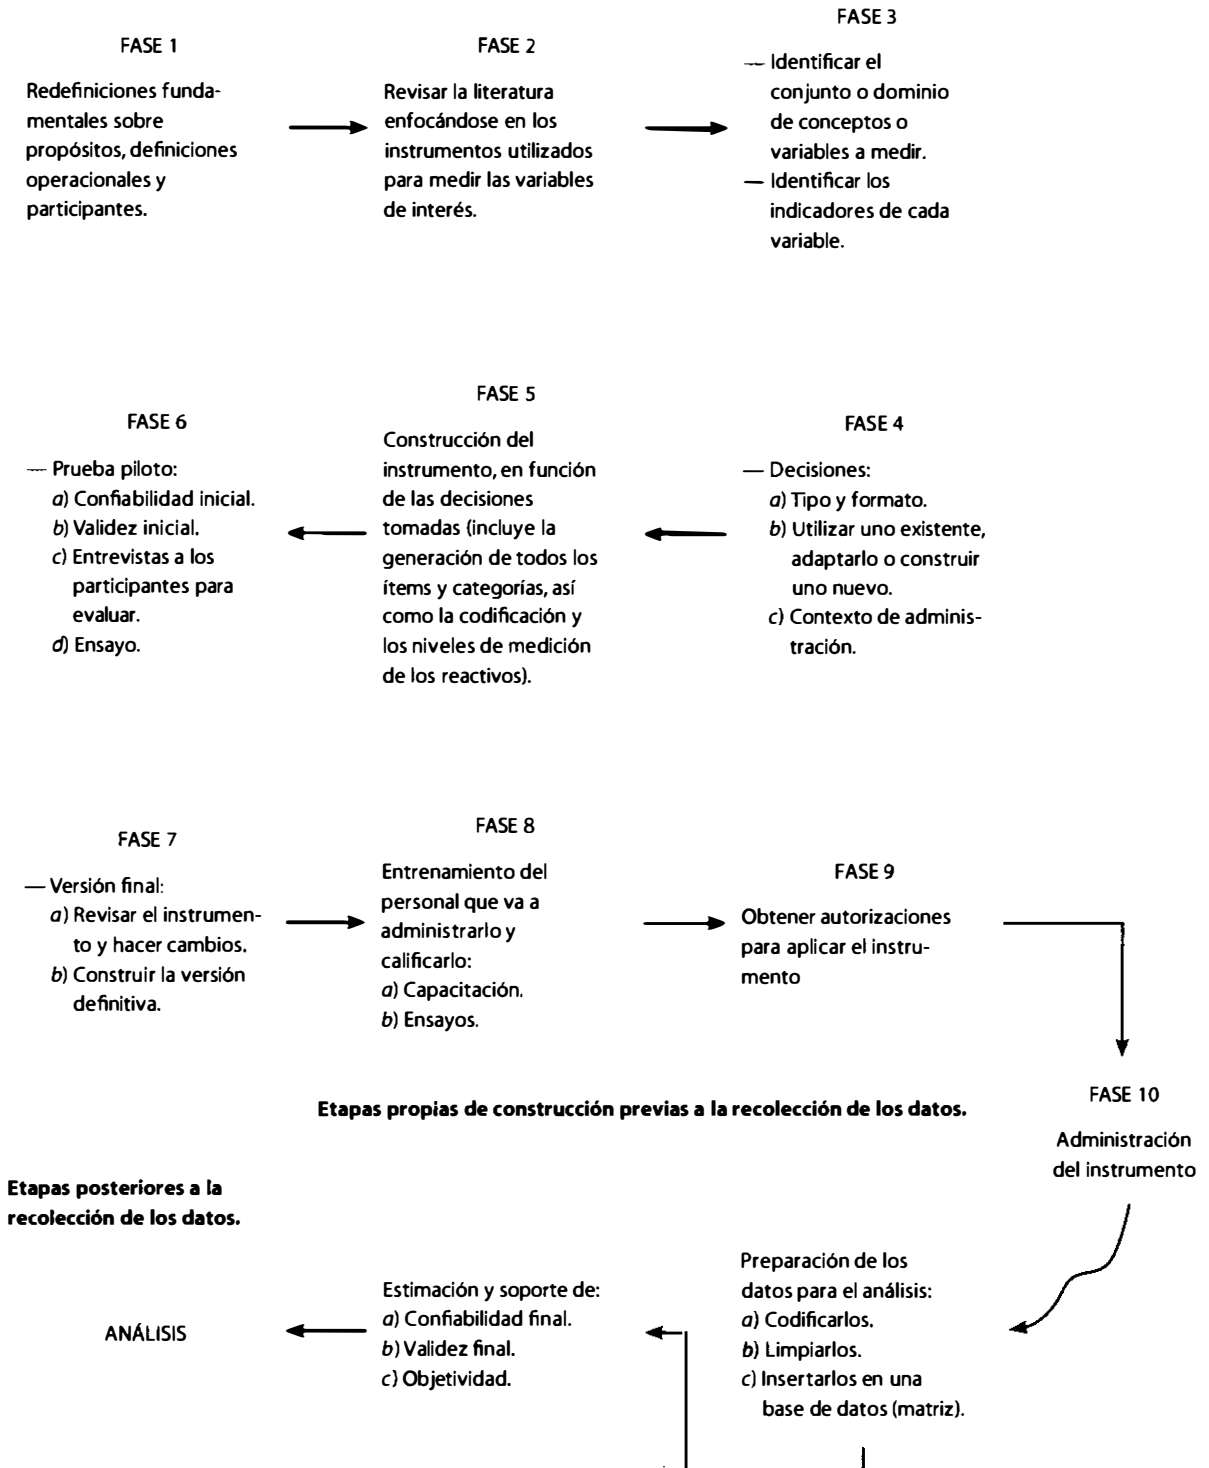 FASE 1
Redefiniciones funda-
mentales sobre
propósitos, definiciones
operacionales y
participantes.
FASE 2
Revisar la literatura
enfocándose en los
instrumentos utilizados
para medir las variables
de interés.
FASE 3
— Identificar el
conjunto o dominio
de conceptos o
variables a medir.
— Identificar los
indicadores de cada
variable.
FASE 4
— Decisiones:
a) Tipo y formato.
b) Utilizar uno existente,
adaptarlo o construir
uno nuevo.
c) Contexto de adminis-
tración.
FASE 5
Construcción del
instrumento, en función
de las decisiones
tomadas (incluye la
generación de todos los
ítems y categorías, así
como la codificación y
los niveles de medición
de los reactivos).
FASE 6
— Prueba piloto:
a) Confiabilidad inicial.
b) Validez inicial.
c) Entrevistas a los
participantes para
evaluar.
d) Ensayo.
FASE 7
— Versión final:
a) Revisar el instrumen-
to y hacer cambios.
b) Construir la versión
definitiva.
FASE 8
Entrenamiento del
personal que va a
administrarlo y
calificarlo:
a) Capacitación.
b) Ensayos.
FASE 9
Obtener autorizaciones
para aplicar el instru-
mento
Etapas propias de construcción previas a la recolección de los datos.
FASE 10
Administración
del instrumento
Etapas posteriores a la
recolección de los datos.
Preparación de los
datos para el análisis:
a) Codificarlos.
b) Limpiarlos.
c) Insertarlos en una
base de datos (matriz).
Estimación y soporte de:
a) Confiabilidad final.
b) Validez final.
c) Objetividad.
ANÁLISIS